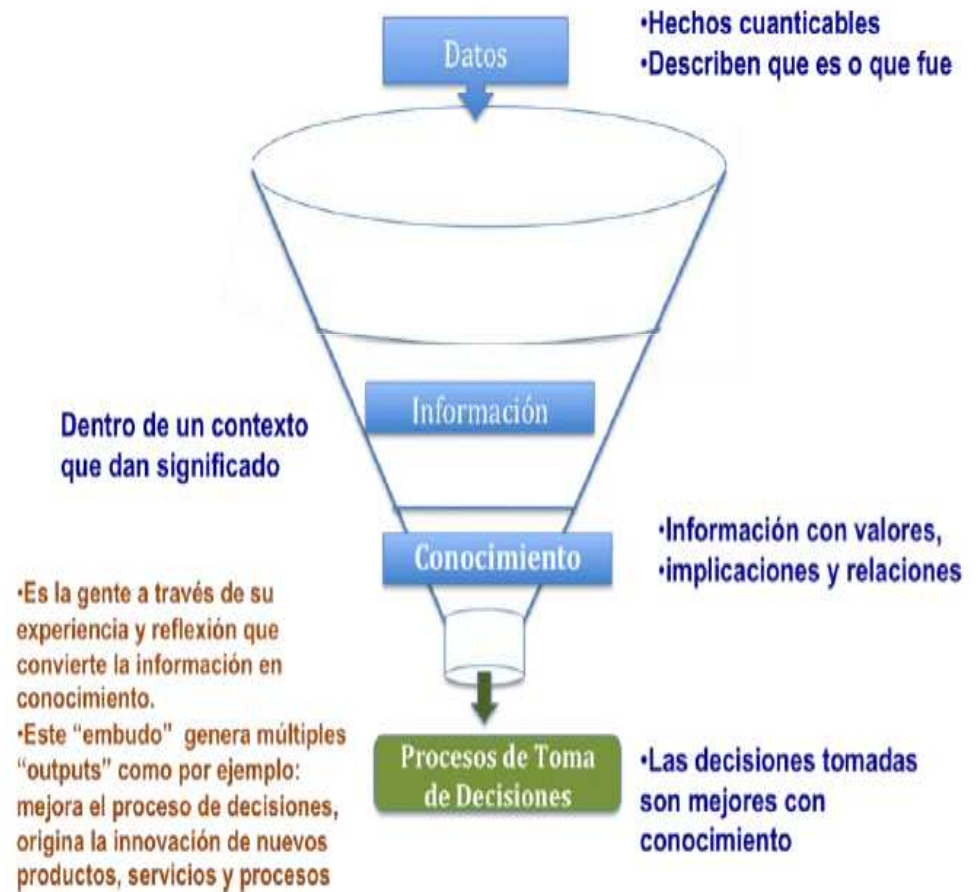 Datos
•Hechos cuanticables
•Describen que es o que fue
Información
Dentro de un contexto
que dan significado
Conocimiento
•Información con valores,
•implicaciones y relaciones
•Es la gente a través de su
experiencia y reflexión que
convierte la información en
conocimiento.
•Este “embudo” genera múltiples
“outputs” como por ejemplo:
mejora el proceso de decisiones,
origina la innovación de nuevos
productos, servicios y procesos
Procesos de Toma
de Decisiones
•Las decisiones tomadas
son mejores con
conocimiento